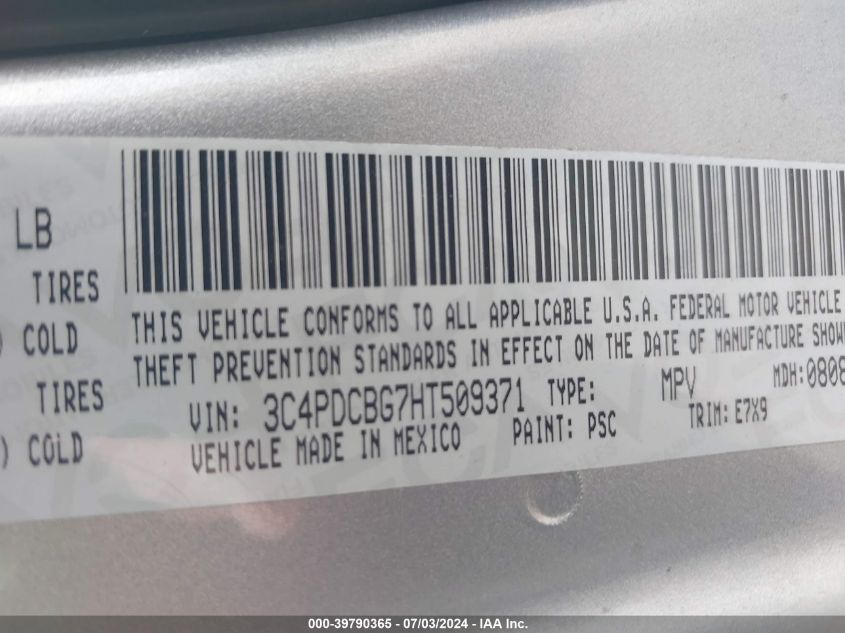 LB
TIRES
) COLD
TIRES
) COLD
THIS VEHICLE CONFORMS TO ALL APPLICABLE U.S.A. FEDERAL MOTOR VEHICLE
THEFT PREVENTION STANDARDS IN EFFECT ON THE DATE OF MANUFACTURE SHOW
VIN: 3C4PDCBG7HT509371 TYPE: MPV MDH:0808
VEHICLE MADE IN MEXICO PAINT: PSC TRIM: E7X9
000-39790365 - 07/03/2024 - IAA Inc.